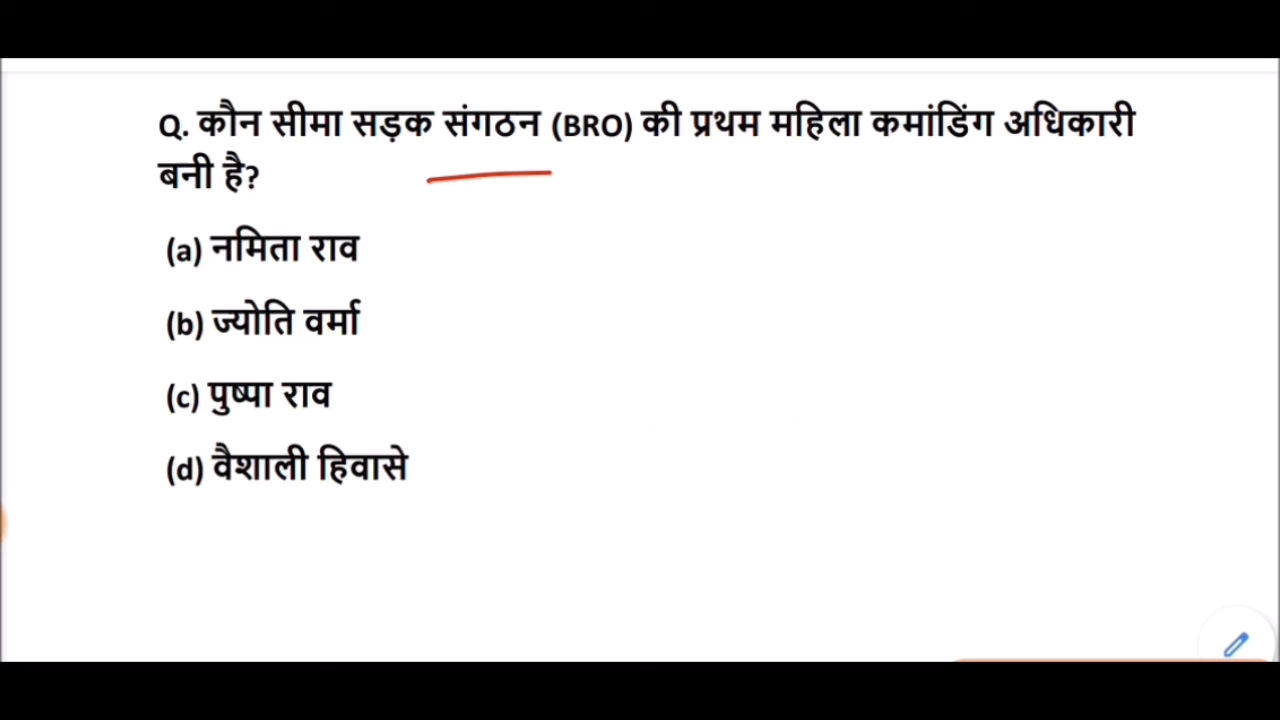 Q. कौन सीमा सड़क संगठन (BRO) की प्रथम महिला कमांडिंग अधिकारी
बनी है?
(a) नमिता राव
(b) ज्योति वर्मा
(c) पुष्पा राव
(d) वैशाली हिवासे